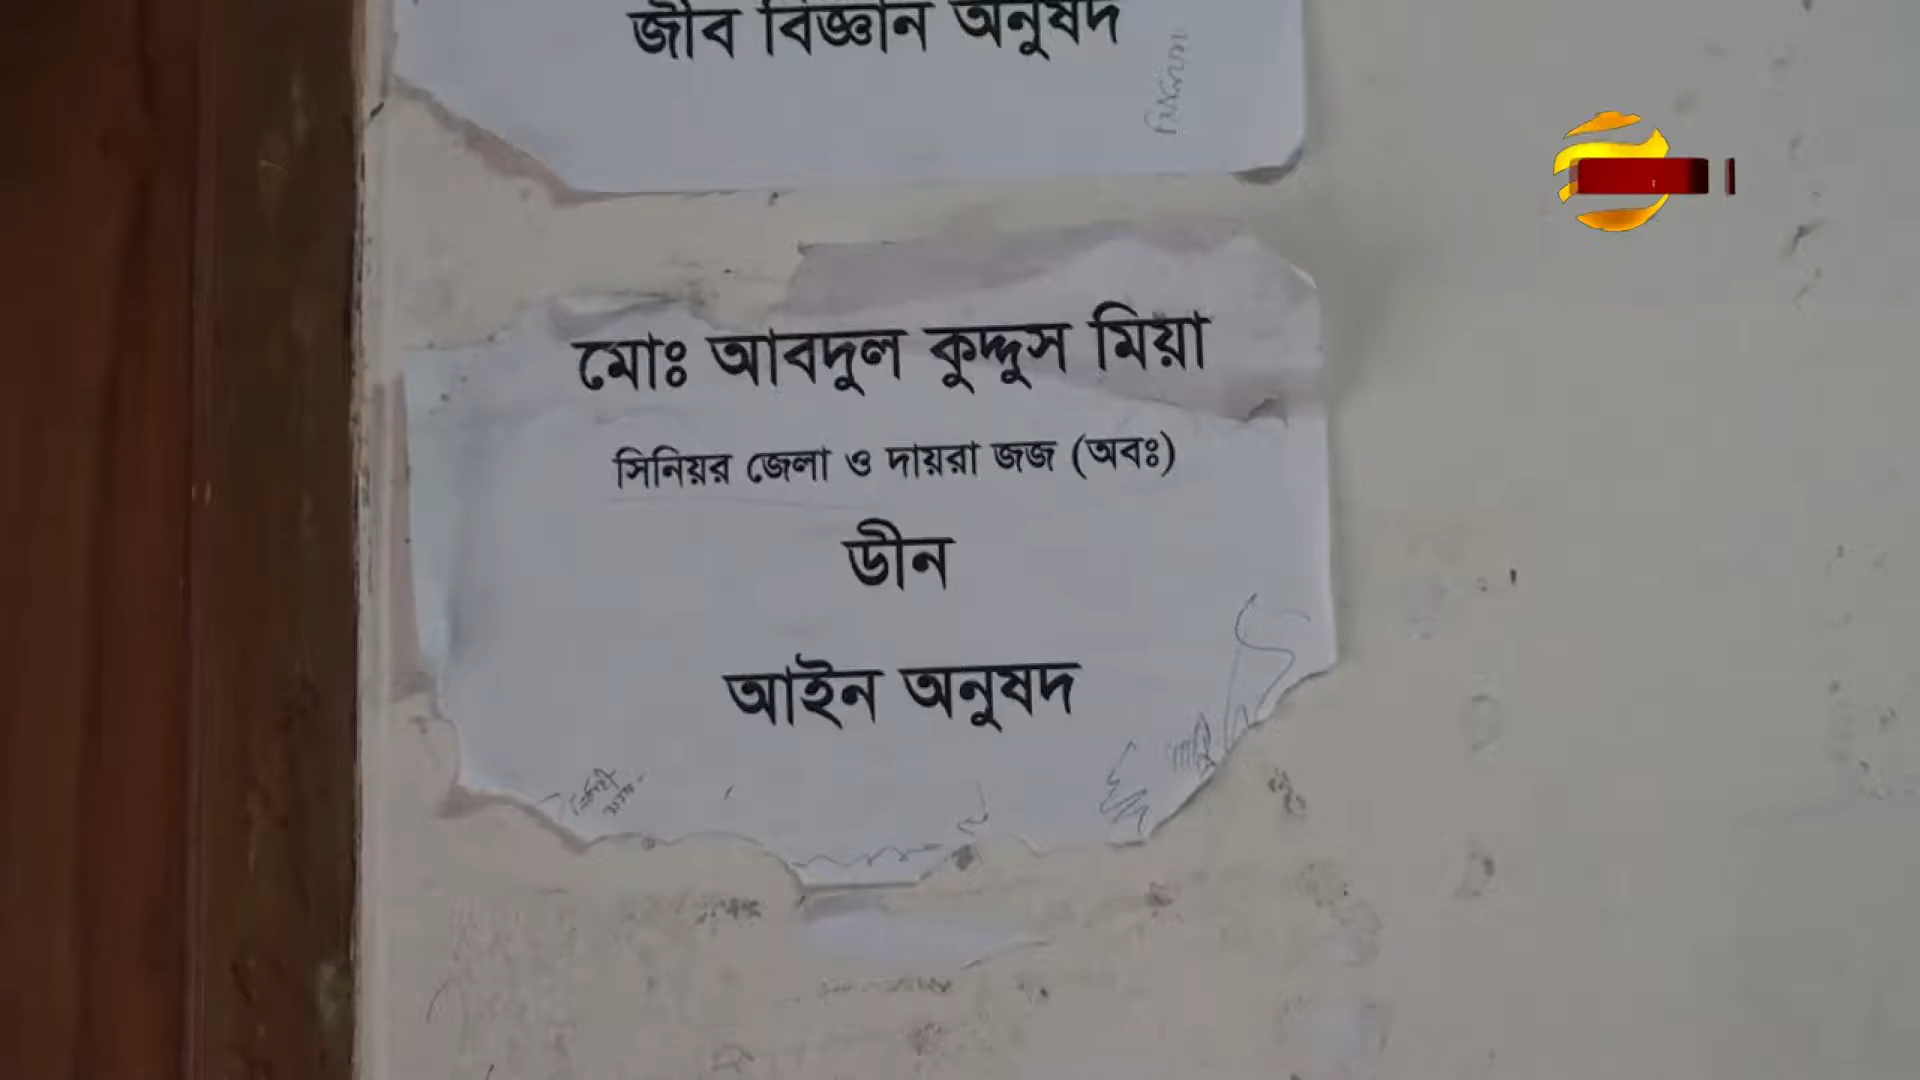 জীব বিজ্ঞান অনুষদ
মোঃ আবদুল কুদ্দুস মিয়া
সিনিয়র জেলা ও দায়রা জজ (অবঃ)
ডীন
আইন অনুষদ